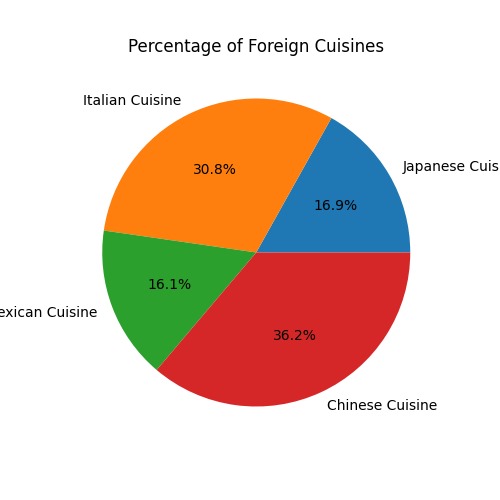 Percentage of Foreign Cuisines
Italian Cuisine
Japanese Cuis
30.8%
16.9%
16.1%
exican Cuisine
36.2%
Chinese Cuisine